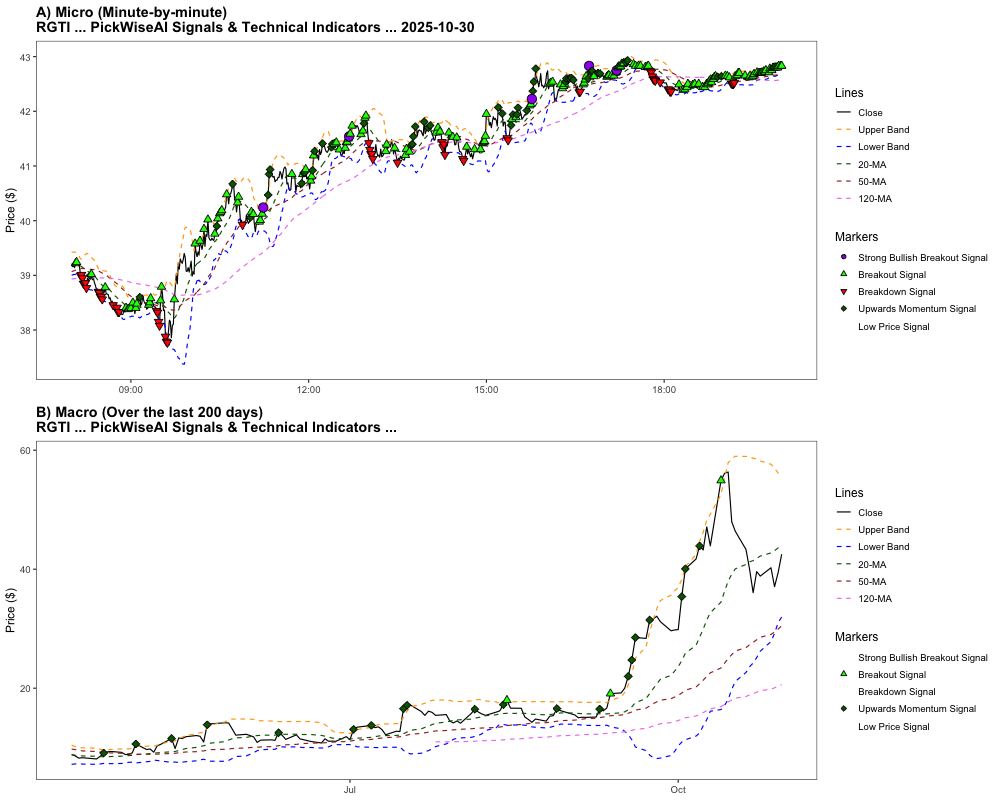 A) Micro (Minute-by-minute)
RGTI ... PickWiseAI Signals & Technical Indicators ... 2025-10-30
Price ($)
43
42
41
40
39
38
09:00
12:00
15:00
18:00
Lines
Close
Upper Band
Lower Band
20-MA
50-MA
120-MA
Markers
Strong Bullish Breakout Signal
Breakout Signal
Breakdown Signal
Upwards Momentum Signal
Low Price Signal
B) Macro (Over the last 200 days)
RGTI ... PickWiseAI Signals & Technical Indicators ...
Price ($)
60
40
20
Jul
Oct
Lines
Close
Upper Band
Lower Band
20-MA
50-MA
120-MA
Markers
Strong Bullish Breakout Signal
Breakout Signal
Breakdown Signal
Upwards Momentum Signal
Low Price Signal